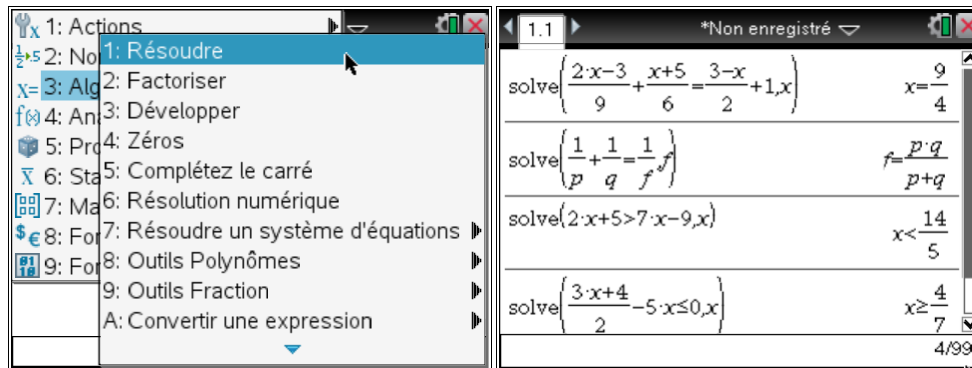 1: Actions
2: No
3: Alg
f(x) 4: Ana
5: Pro
x̄ 6: Sta
7: Ma
$€ 8: For
9: For
1: Résoudre
2: Factoriser
3: Développer
4: Zéros
5: Complétez le carré
6: Résolution numérique
7: Résoudre un système d'équations
8: Outils Polynômes
9: Outils Fraction
A: Convertir une expression
1.1 *Non enregistré
solve((2·x-3)/9+(x+5)/6=(3-x)/2+1,x) x=9/4
solve(1/p+1/q=1/f,f) f=p·q/(p+q)
solve(2·x+5>7·x-9,x) x<14/5
solve((3·x+4)/2-5·x≤0,x) x≥4/7
4/99